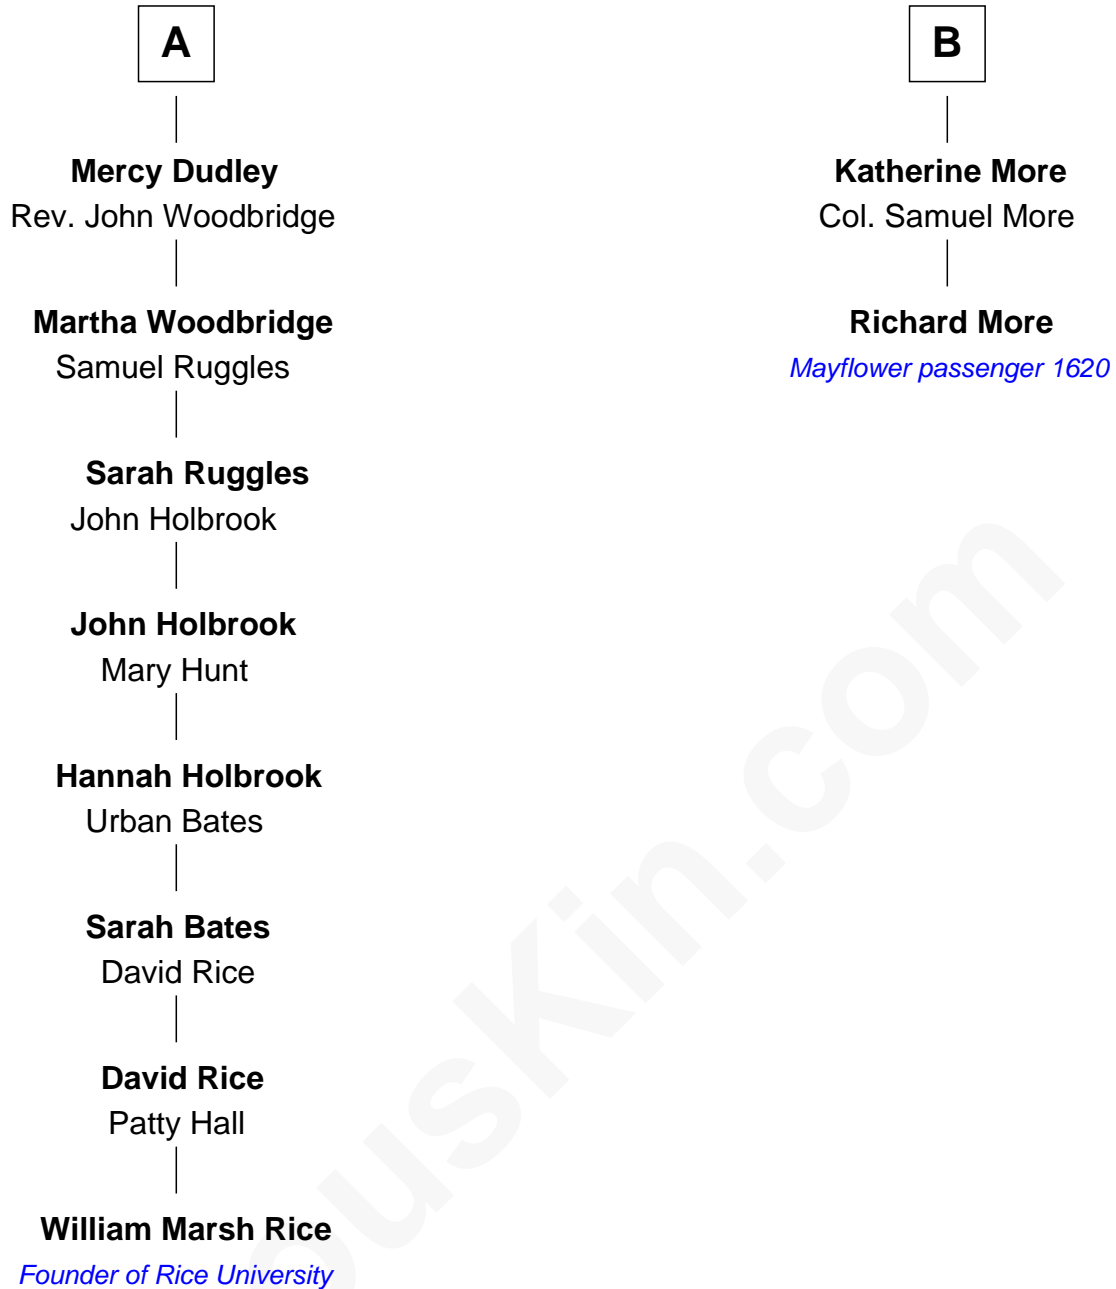 A
Mercy Dudley
Rev. John Woodbridge
Martha Woodbridge
Samuel Ruggles
Sarah Ruggles
John Holbrook
John Holbrook
Mary Hunt
Hannah Holbrook
Urban Bates
Sarah Bates
David Rice
David Rice
Patty Hall
William Marsh Rice
Founder of Rice University
B
Katherine More
Col. Samuel More
Richard More
Mayflower passenger 1620
ousKin.com